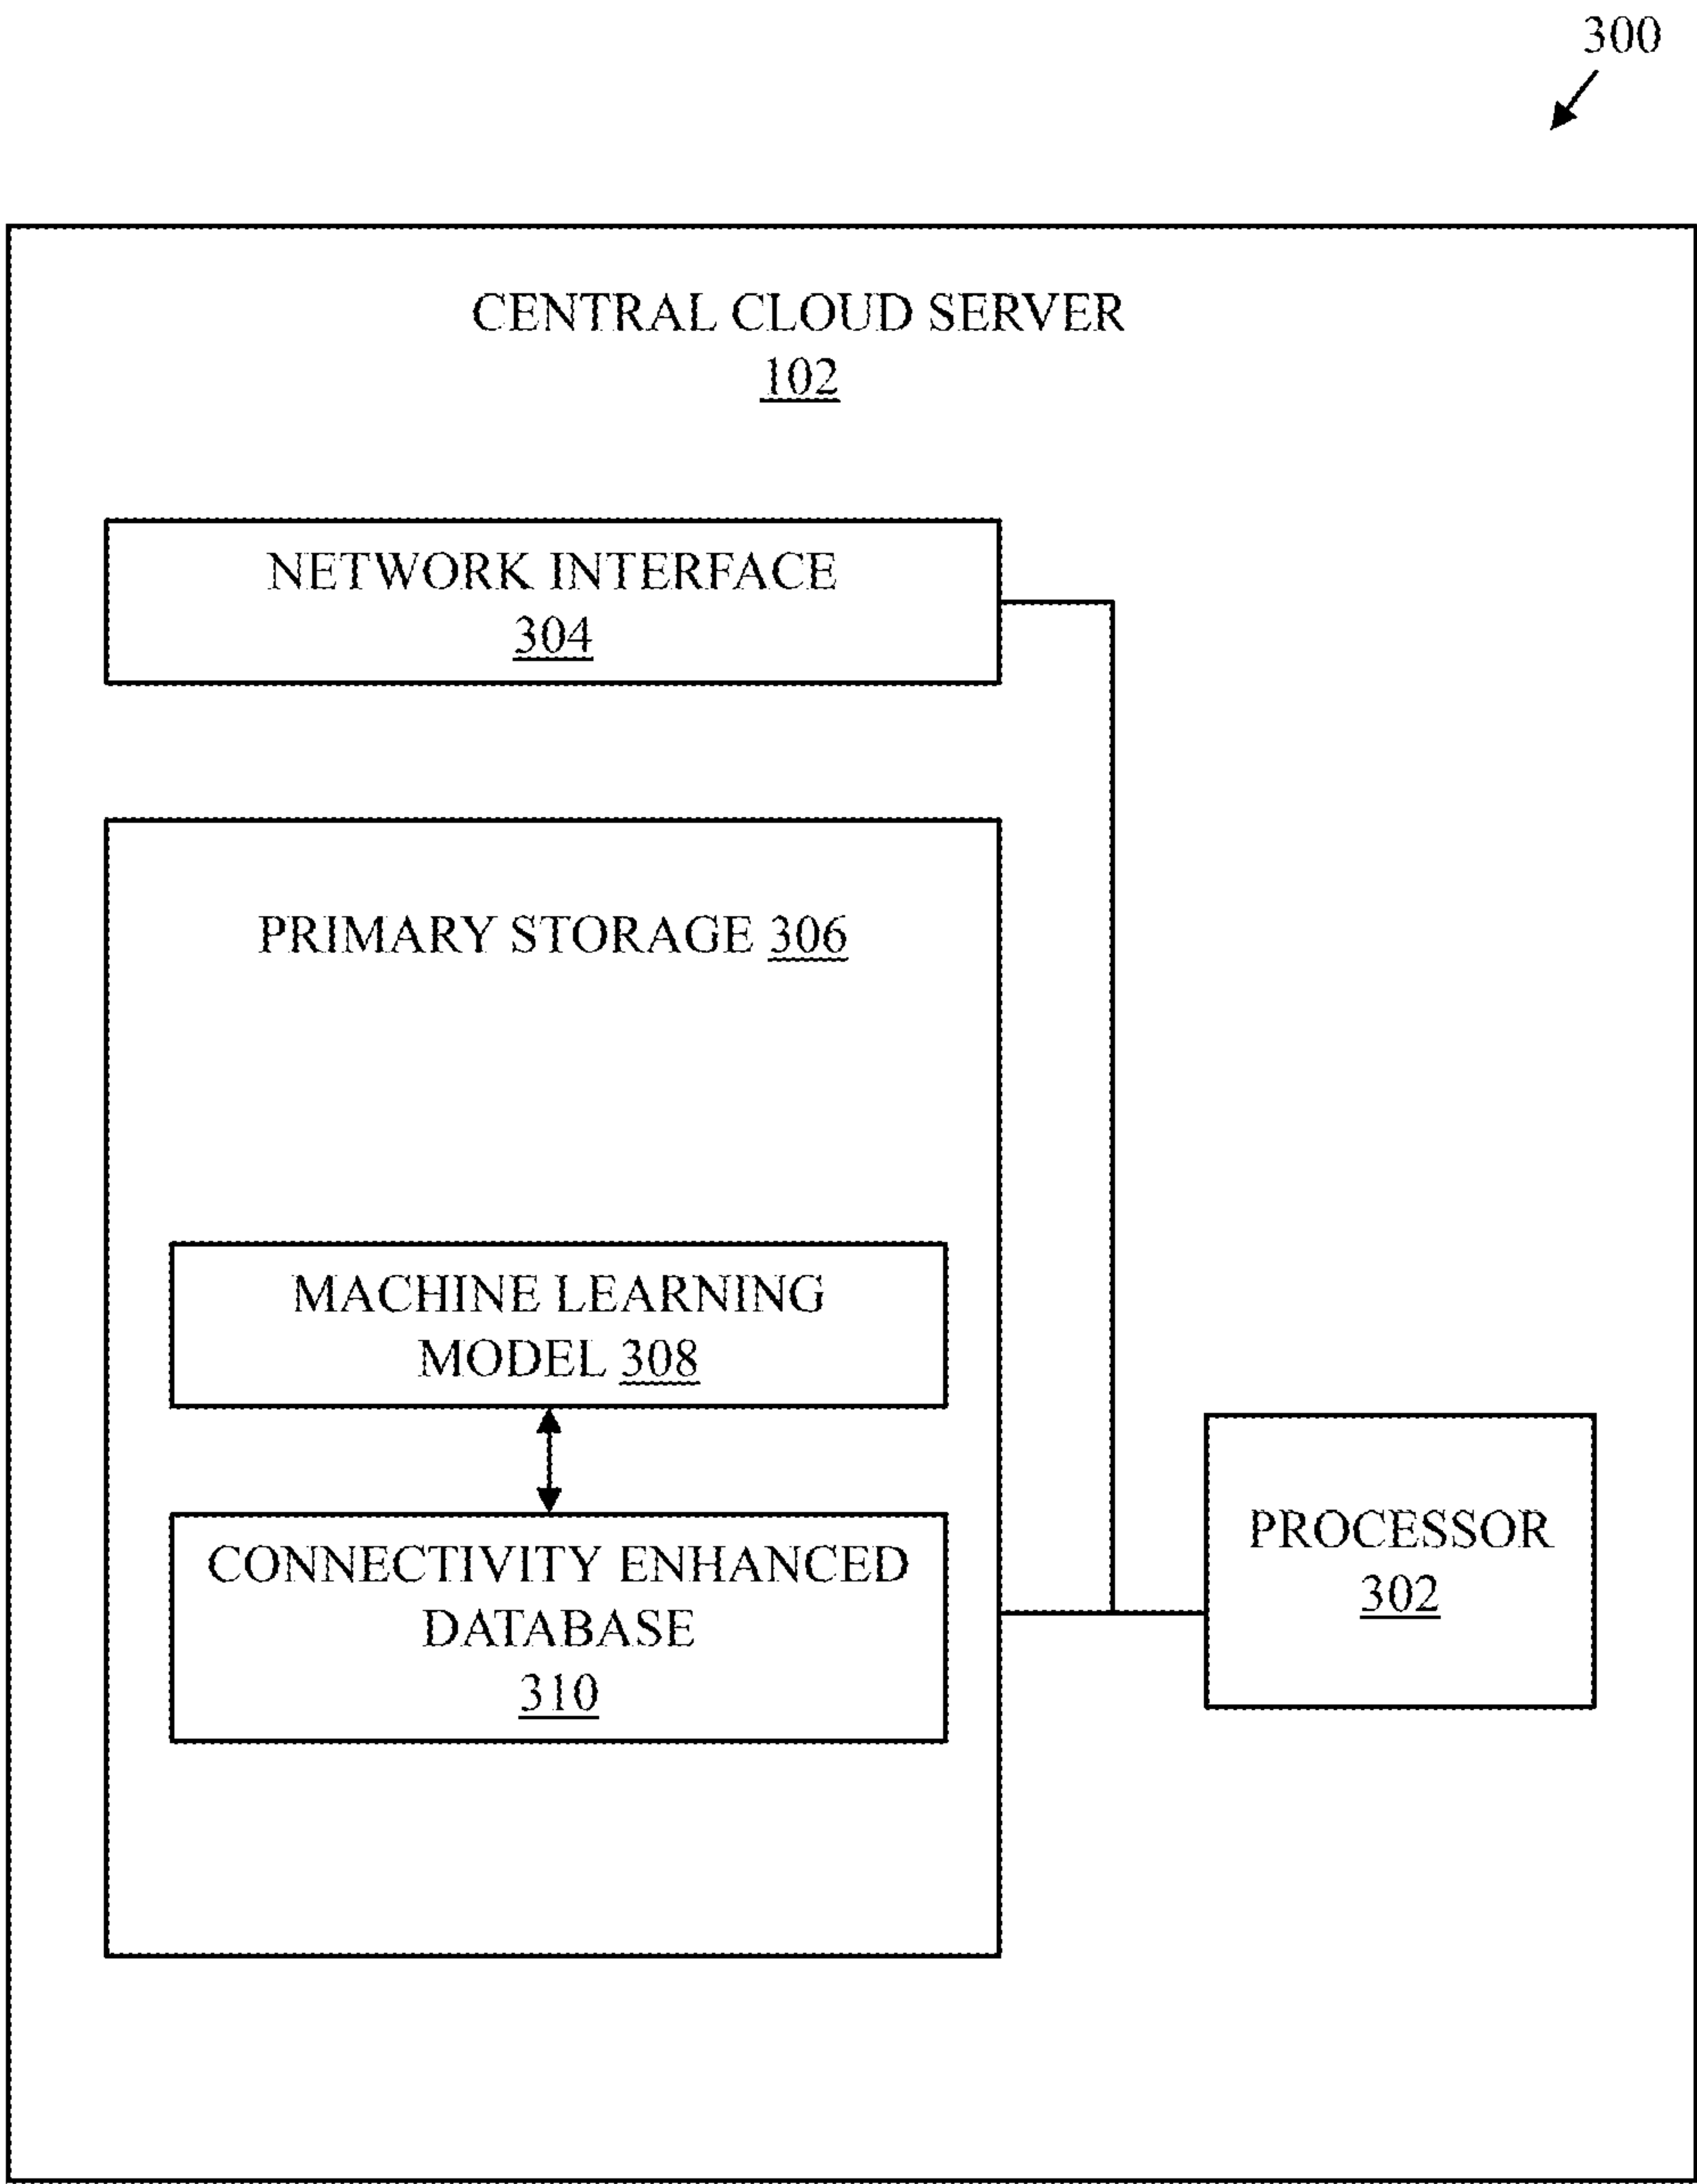 300
CENTRAL CLOUD SERVER
102
NETWORK INTERFACE
304
PRIMARY STORAGE 306
MACHINE LEARNING
MODEL 308
CONNECTIVITY ENHANCED
DATABASE
310
PROCESSOR
302